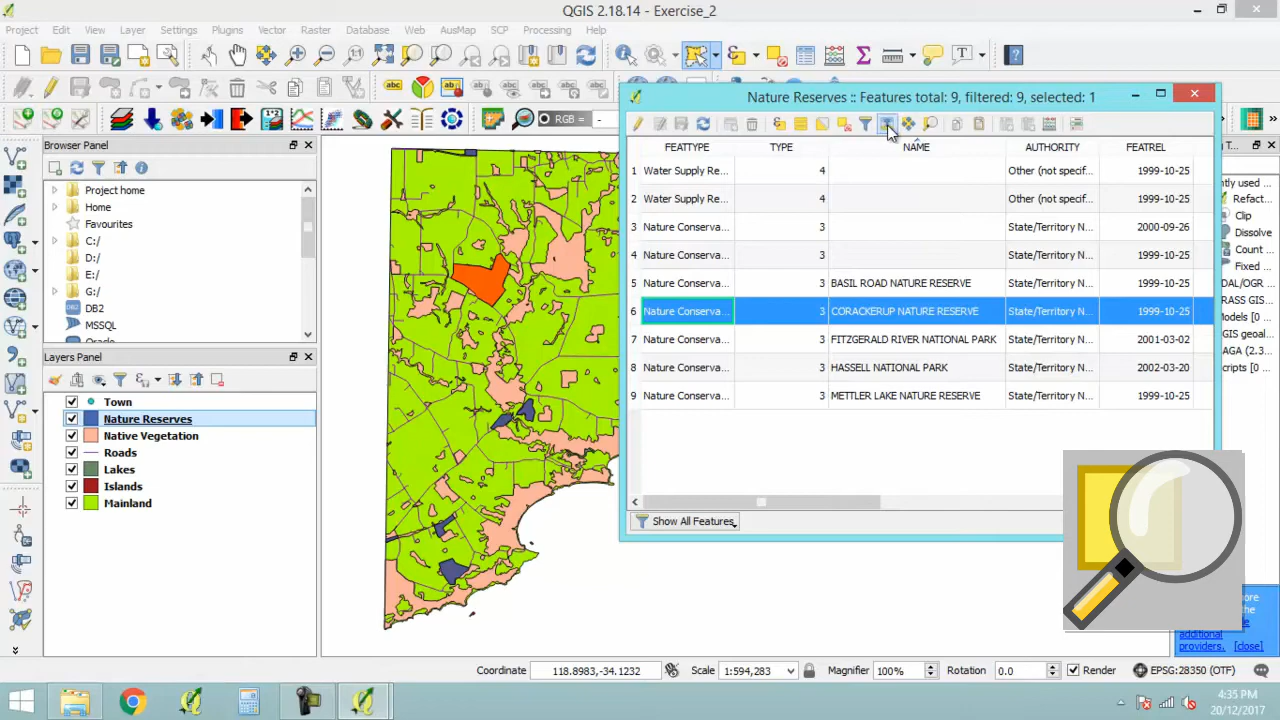 QGIS 2.18.14 - Exercise_2
Project Edit View Layer Settings Plugins Vector Raster Database Web AusMap SCP Processing Help
abc abc
RGB = -
Nature Reserves :: Features total: 9, filtered: 9, selected: 1
FEATTYPE TYPE NAME AUTHORITY FEATREL
1 Water Supply Re... 4 Other (not specif... 1999-10-25
2 Water Supply Re... 4 Other (not specif... 1999-10-25
3 Nature Conserva... 3 State/Territory N... 2000-09-26
4 Nature Conserva... 3 State/Territory N... 1999-10-25
5 Nature Conserva... 3 BASIL ROAD NATURE RESERVE State/Territory N... 1999-10-25
6 Nature Conserva... 3 CORACKERUP NATURE RESERVE State/Territory N... 1999-10-25
7 Nature Conserva... 3 FITZGERALD RIVER NATIONAL PARK State/Territory N... 2001-03-02
8 Nature Conserva... 3 HASSELL NATIONAL PARK State/Territory N... 2002-03-20
9 Nature Conserva... 3 METTLER LAKE NATURE RESERVE State/Territory N... 1999-10-25
Show All Features
Browser Panel
Project home
Home
Favourites
C:/
D:/
E:/
G:/
DB2
MSSQL
Layers Panel
Town
Nature Reserves
Native Vegetation
Roads
Lakes
Islands
Mainland
Refact...
Clip
Dissolve
Count ...
Fixed ...
additional
providers. [close]
Coordinate 118.8983,-34.1232 Scale 1:594,283 Magnifier 100% Rotation 0.0 Render EPSG:28350 (OTF)
4:35 PM
20/12/2017